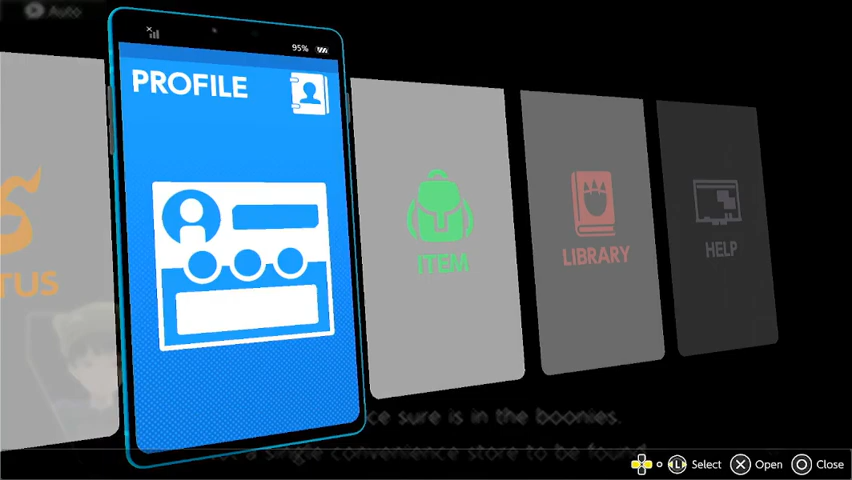 Auto
95%
PROFILE
TUS
ITEM
LIBRARY
HELP
ce sure is in the boonies.
a single convenience store to be found
L Select Open Close